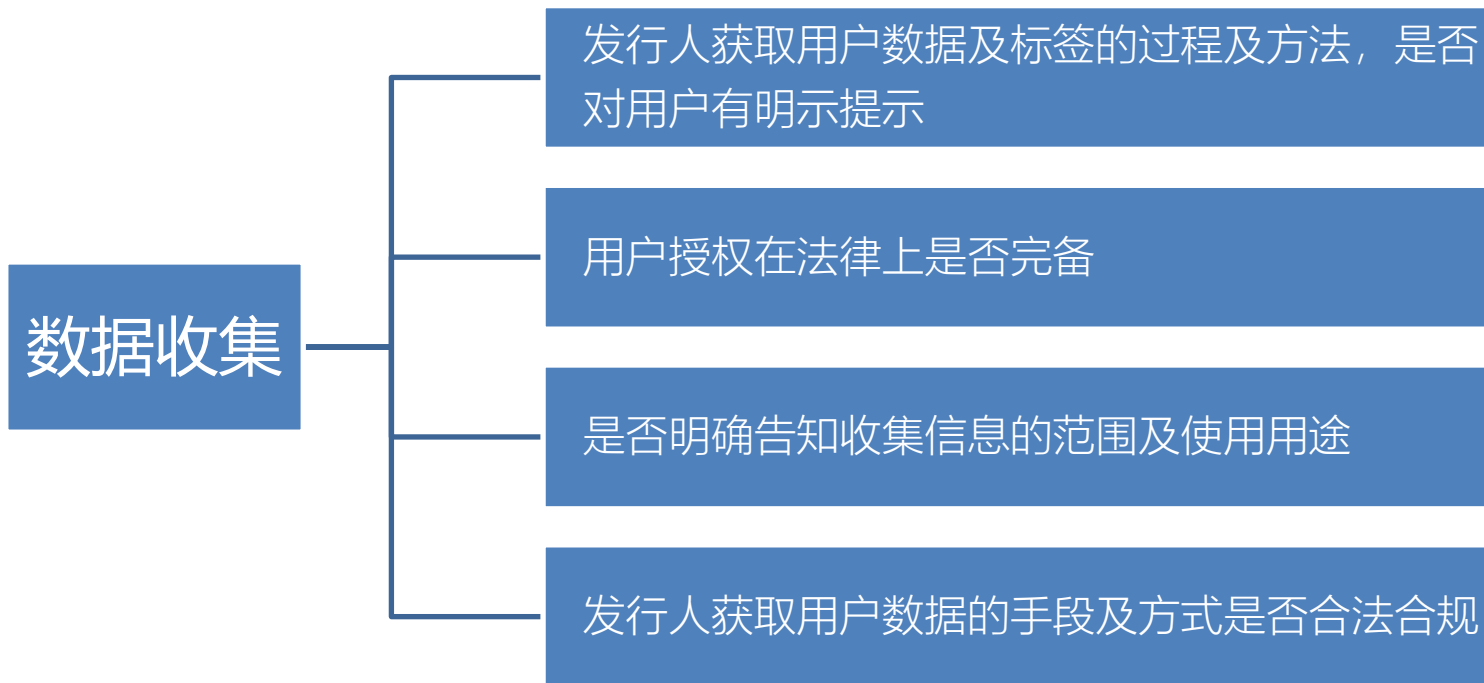 数据收集
发行人获取用户数据及标签的过程及方法，是否
对用户有明示提示
用户授权在法律上是否完备
是否明确告知收集信息的范围及使用用途
发行人获取用户数据的手段及方式是否合法合规